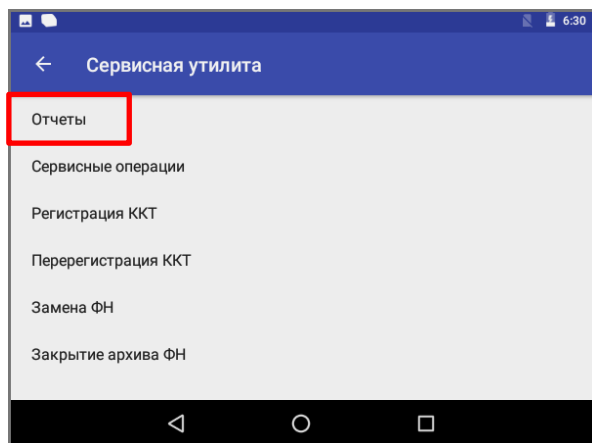 6:30
Сервисная утилита
Отчеты
Сервисные операции
Регистрация ККТ
Перерегистрация ККТ
Замена ФН
Закрытие архива ФН